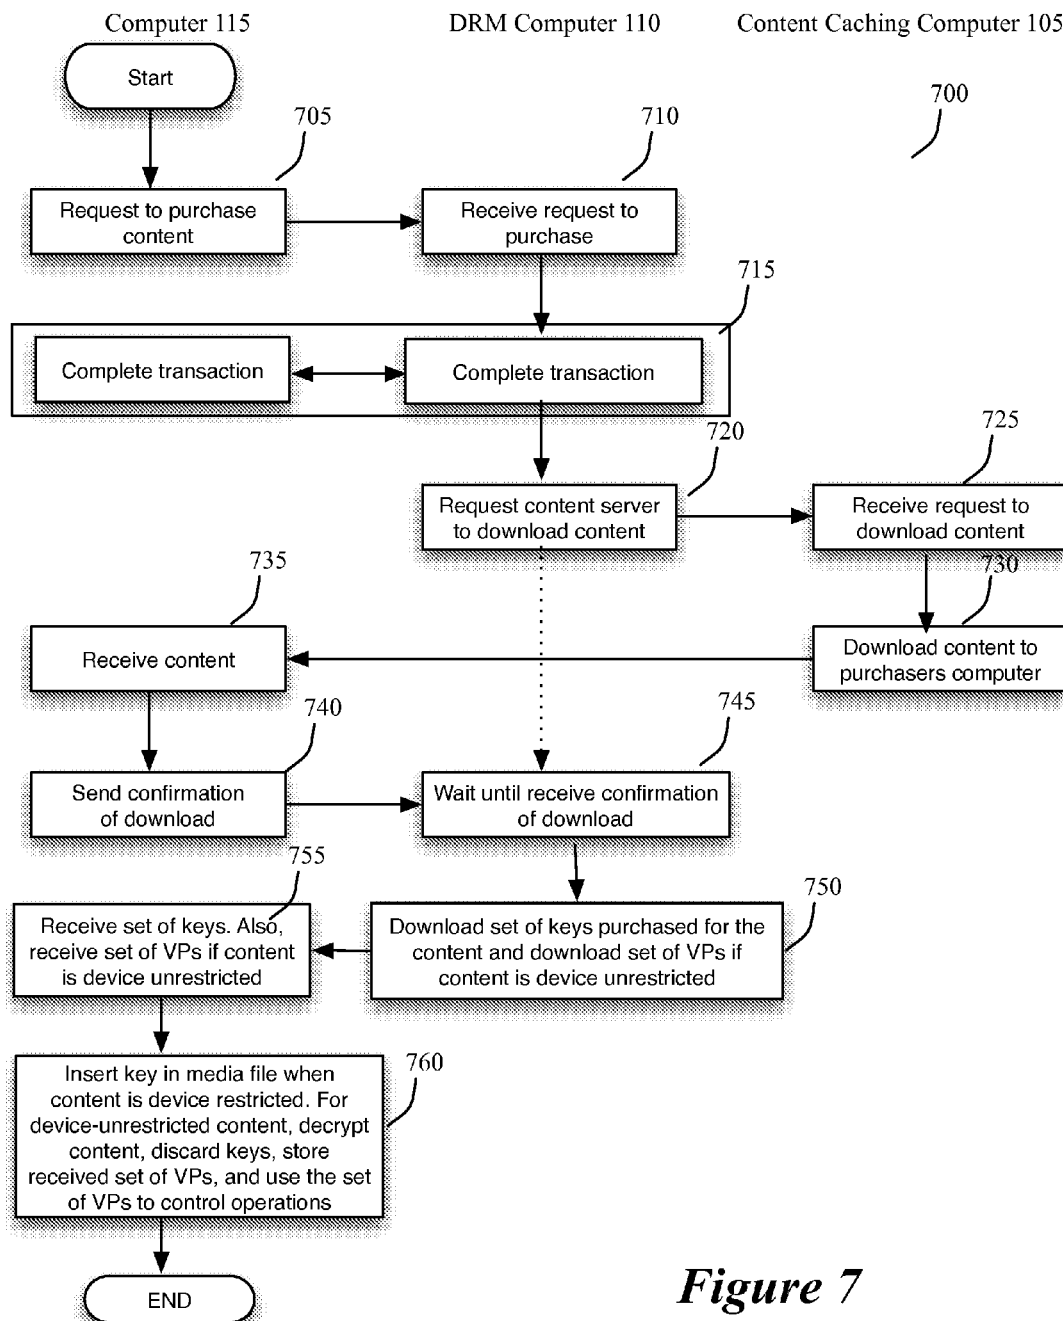 Computer 115
DRM Computer 110
Content Caching Computer 105
Start
700
705
710
Request to purchase
content
Receive request to
purchase
715
Complete transaction
Complete transaction
720
725
Request content server
to download content
Receive request to
download content
730
735
Receive content
Download content to
purchasers computer
740
745
Send confirmation
of download
Wait until receive confirmation
of download
755
750
Receive set of keys. Also,
receive set of VPs if content
is device unrestricted
Download set of keys purchased for the
content and download set of VPs if
content is device unrestricted
760
Insert key in media file when
content is device restricted. For
device-unrestricted content, decrypt
content, discard keys, store
received set of VPs, and use the set
of VPs to control operations
END
Figure 7